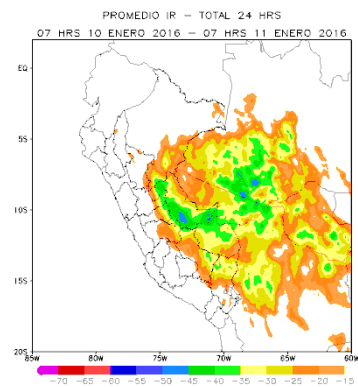 PROMEDIO IR - TOTAL 24 HRS
07 HRS 10 ENERO 2016 - 07 HRS 11 ENERO 2016
EQ
5S
10S
15S
20S
85W 80W 75W 70W 65W 60W
-70 -65 -60 -55 -50 -45 -40 -35 -30 -25 -20 -15